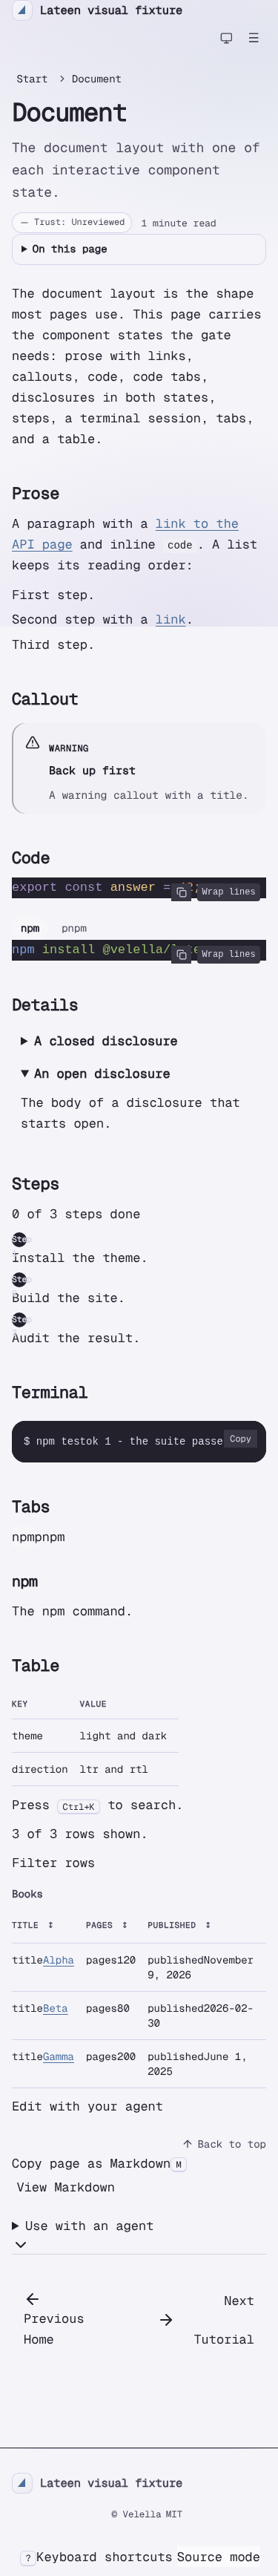 Lateen visual fixture
Start > Document
Document
The document layout with one of
each interactive component
state.
— Trust: Unreviewed 1 minute read
▶ On this page
The document layout is the shape
most pages use. This page carries
the component states the gate
needs: prose with links,
callouts, code, code tabs,
disclosures in both states,
steps, a terminal session, tabs,
and a table.
Prose
A paragraph with a link to the
API page and inline code. A list
keeps its reading order:
First step.
Second step with a link.
Third step.
Callout
WARNING
Back up first
A warning callout with a title.
Code
export const answer =
Wrap lines
npm pnpm
npm install @velella/
Wrap lines
Details
▶ A closed disclosure
▼ An open disclosure
The body of a disclosure that
starts open.
Steps
0 of 3 steps done
Step
Install the theme.
Step
Build the site.
Step
Audit the result.
Terminal
$ npm testok 1 - the suite passe
Copy
Tabs
npmpnpm
npm
The npm command.
Table
KEY VALUE
theme light and dark
direction ltr and rtl
Press Ctrl+K to search.
3 of 3 rows shown.
Filter rows
Books
TITLE ↕ PAGES ↕ PUBLISHED ↕
titleAlpha pages120 publishedNovember
9, 2026
titleBeta pages80 published2026-02-
30
titleGamma pages200 publishedJune 1,
2025
Edit with your agent
↑ Back to top
Copy page as Markdown M
View Markdown
▶ Use with an agent
← Previous
Home
Next →
Tutorial
Lateen visual fixture
© Velella MIT
? Keyboard shortcuts Source mode